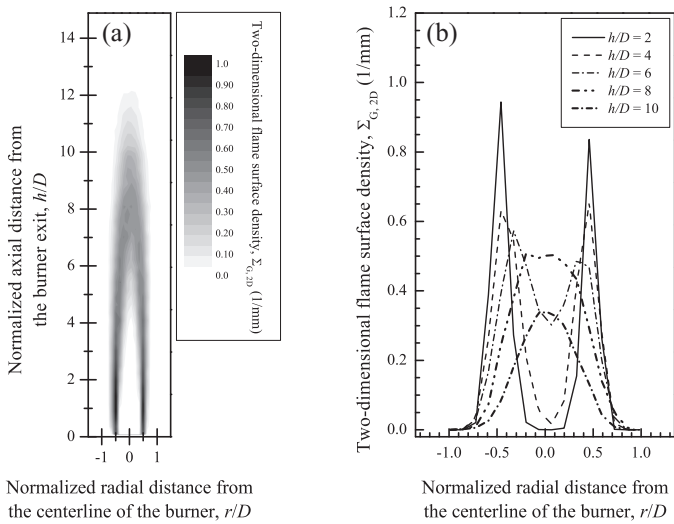 (a)
14
12
10
8
6
4
2
0
-1 0 1
Normalized axial distance from
the burner exit, h/D
Normalized radial distance from
the centerline of the burner, r/D
1.0
0.90
0.80
0.70
0.60
0.50
0.40
0.30
0.20
0.10
0.0
Two-dimensional flame surface
density, Σ_G, 2D (1/mm)
(b)
h/D = 2
h/D = 4
h/D = 6
h/D = 8
h/D = 10
1.2
1.0
0.8
0.6
0.4
0.2
0.0
-1.0 -0.5 0.0 0.5 1.0
Two-dimensional flame surface density, Σ_G, 2D (1/mm)
Normalized radial distance from
the centerline of the burner, r/D